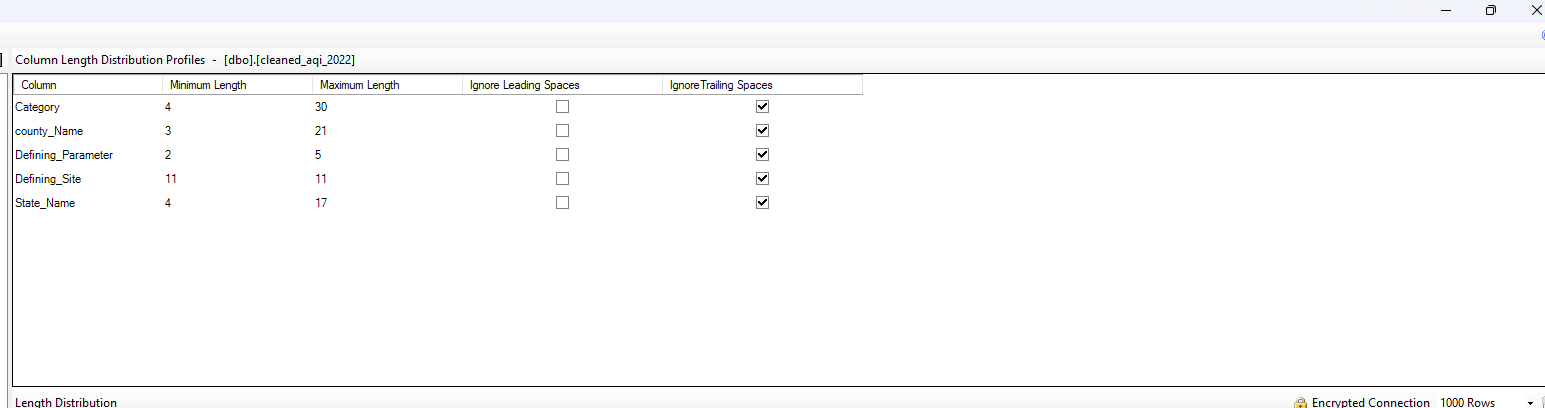 Column Length Distribution Profiles - [dbo].[cleaned_aqi_2022]
Column Minimum Length Maximum Length Ignore Leading Spaces IgnoreTrailing Spaces
Category 4 30
county_Name 3 21
Defining_Parameter 2 5
Defining_Site 11 11
State_Name 4 17
Length Distribution Encrypted Connection 1000 Rows